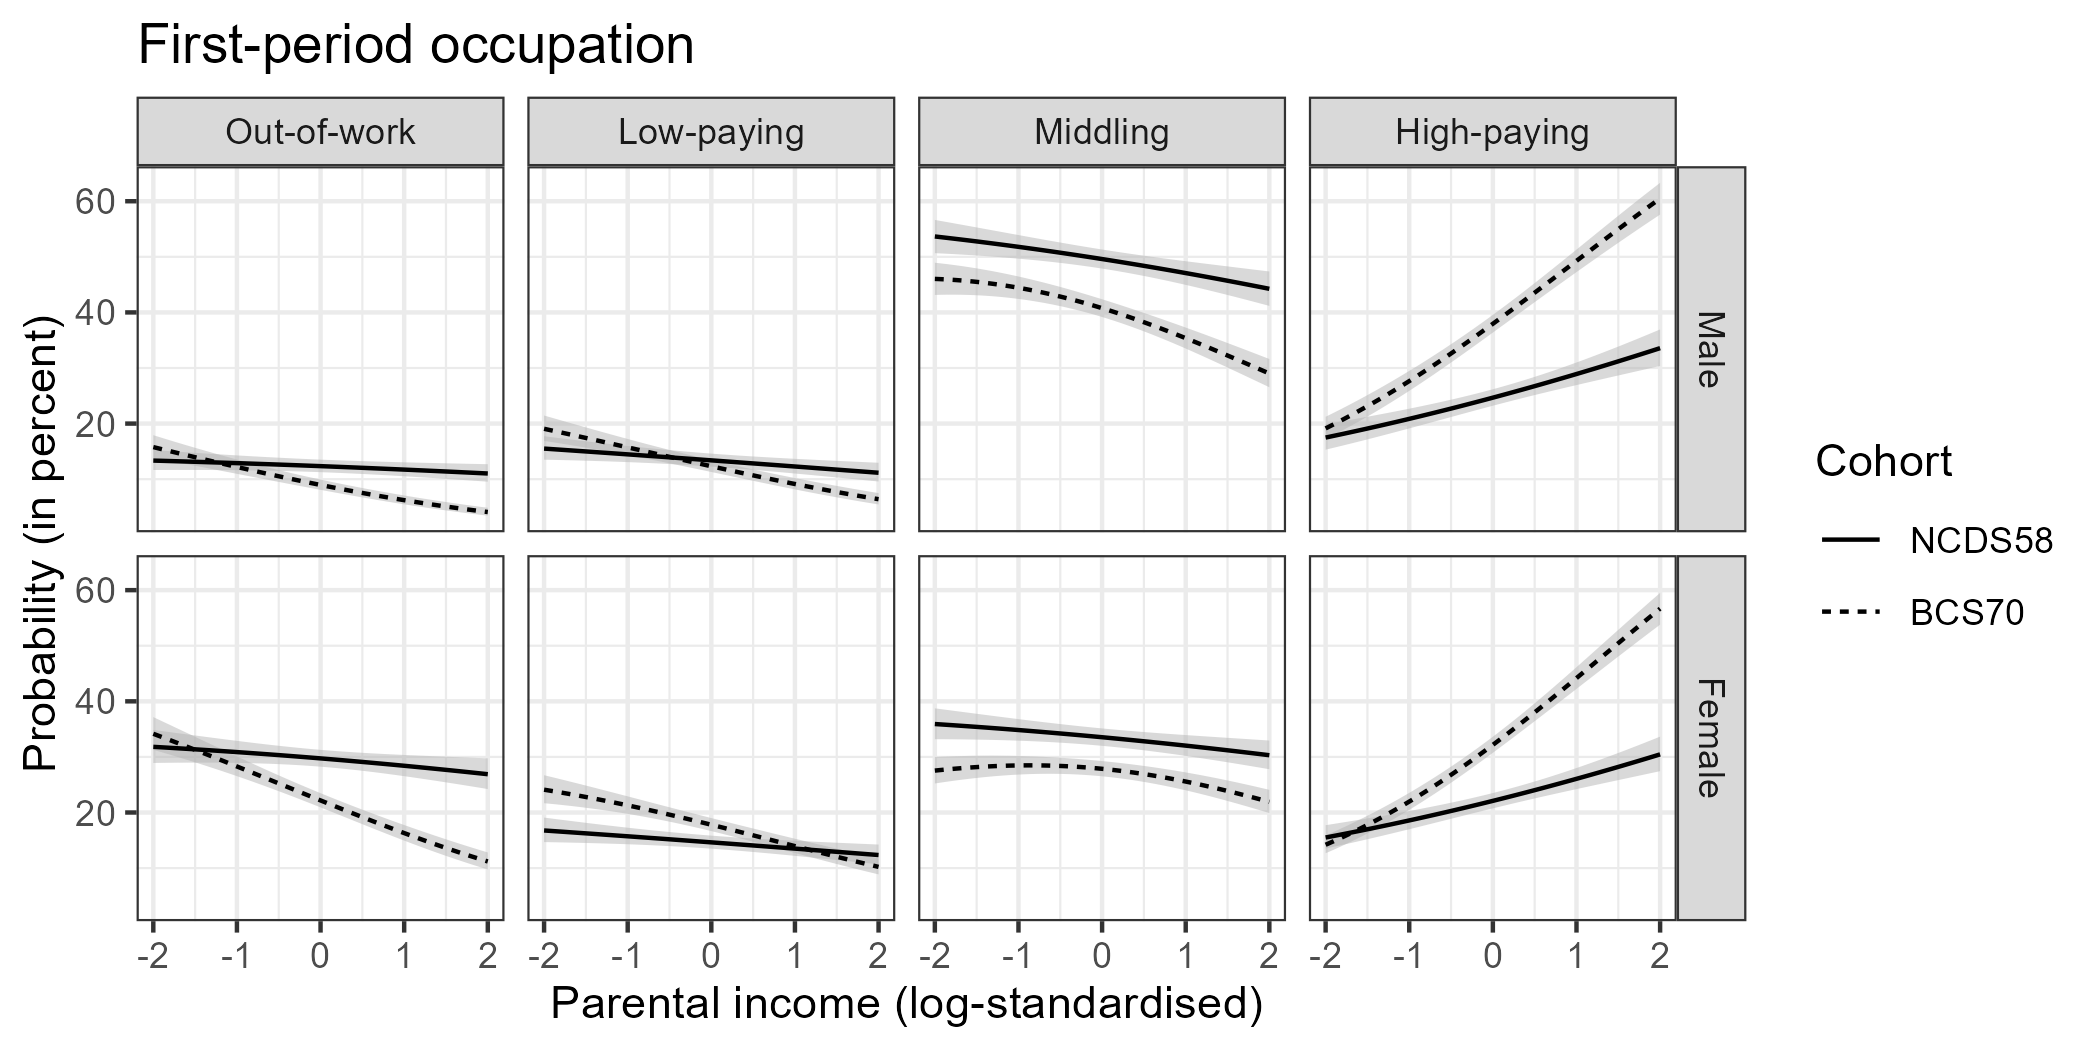 First-period occupation
Out-of-work Low-paying Middling High-paying
60
40
20
Male
60
40
20
Female
Probability (in percent)
-2 -1 0 1 2 -2 -1 0 1 2 -2 -1 0 1 2 -2 -1 0 1 2
Parental income (log-standardised)
Cohort
NCDS58
BCS70